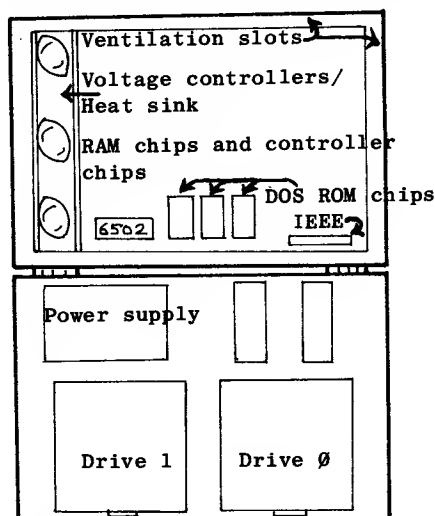 Ventilation slots
Voltage controllers/
Heat sink
RAM chips and controller
chips
DOS ROM chips
IEEE
6502
Power supply
Drive 1
Drive Ø